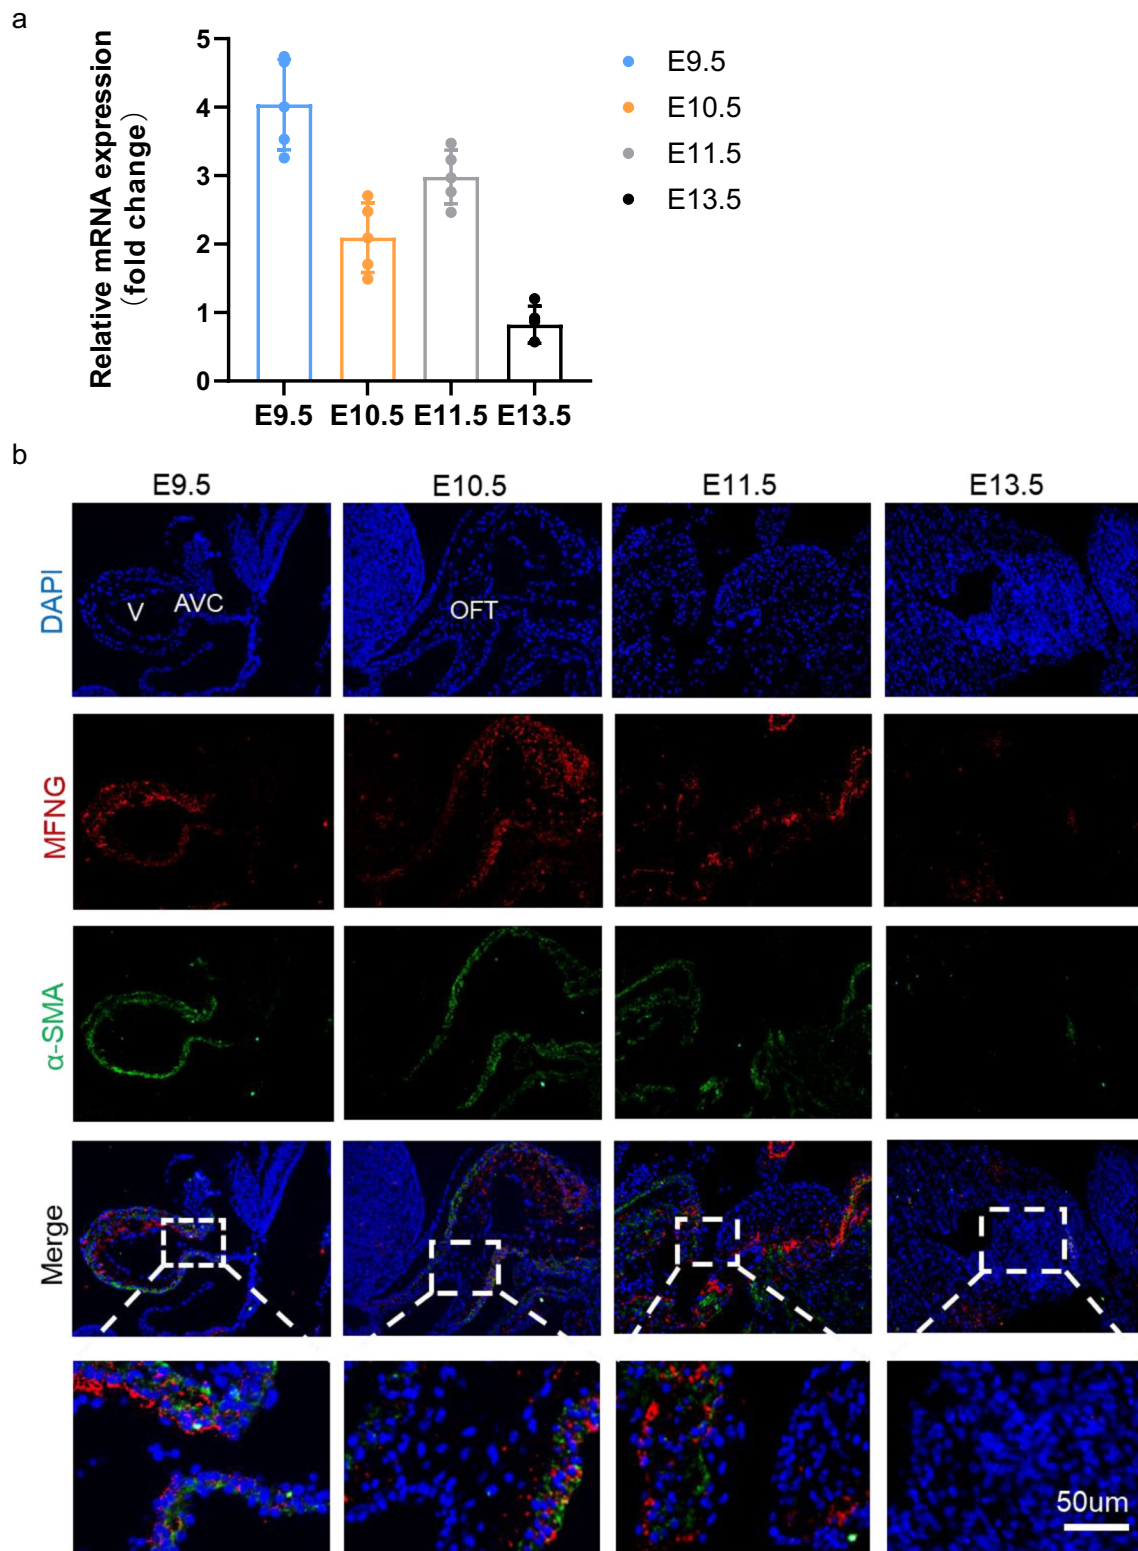 a
Relative mRNA expression
(fold change)
5
4
3
2
1
0
E9.5
E10.5
E11.5
E13.5
E9.5
E10.5
E11.5
E13.5
b
E9.5
E10.5
E11.5
E13.5
DAPI
V
AVC
OFT
MFNG
α-SMA
Merge
50um